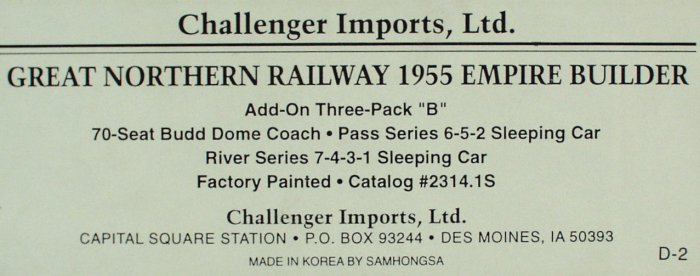 Challenger Imports, Ltd.
GREAT NORTHERN RAILWAY 1955 EMPIRE BUILDER
Add-On Three-Pack "B"
70-Seat Budd Dome Coach • Pass Series 6-5-2 Sleeping Car
River Series 7-4-3-1 Sleeping Car
Factory Painted • Catalog #2314.1S
Challenger Imports, Ltd.
CAPITAL SQUARE STATION • P.O. BOX 93244 • DES MOINES, IA 50393
MADE IN KOREA BY SAMHONGSA
D-2